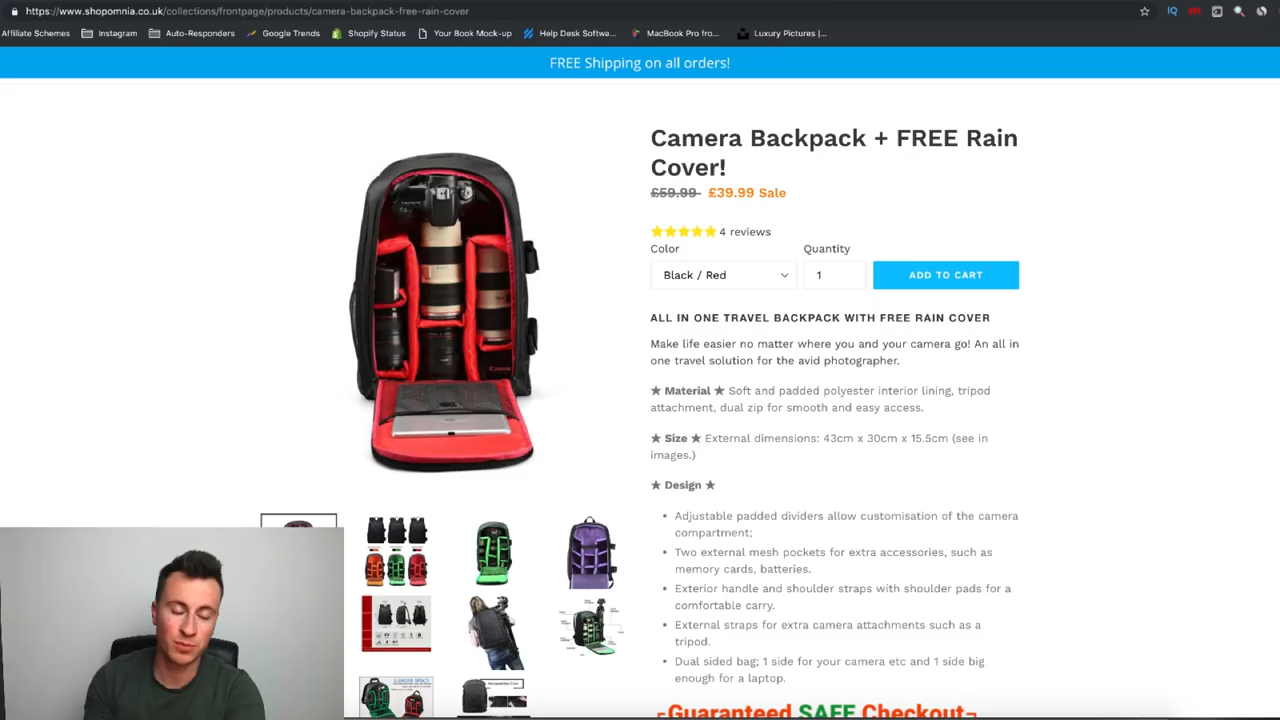 https://www.shopomnia.co.uk/collections/frontpage/products/camera-backpack-free-rain-cover
Affiliate Schemes Instagram Auto-Responders Google Trends Shopify Status Your Book Mock-up Help Desk Softwa... MacBook Pro fro... Luxury Pictures |...
FREE Shipping on all orders!
Camera Backpack + FREE Rain
Cover!
£59.99 £39.99 Sale
4 reviews
Color Quantity
Black / Red 1 ADD TO CART
ALL IN ONE TRAVEL BACKPACK WITH FREE RAIN COVER
Make life easier no matter where you and your camera go! An all in
one travel solution for the avid photographer.
★ Material ★ Soft and padded polyester interior lining, tripod
attachment, dual zip for smooth and easy access.
★ Size ★ External dimensions: 43cm x 30cm x 15.5cm (see in
images.)
★ Design ★
• Adjustable padded dividers allow customisation of the camera
compartment;
• Two external mesh pockets for extra accessories, such as
memory cards, batteries.
• Exterior handle and shoulder straps with shoulder pads for a
comfortable carry.
• External straps for extra camera attachments such as a
tripod.
• Dual sided bag; 1 side for your camera etc and 1 side big
enough for a laptop.
Guaranteed SAFE Checkout
Canon
LARGER SPACE